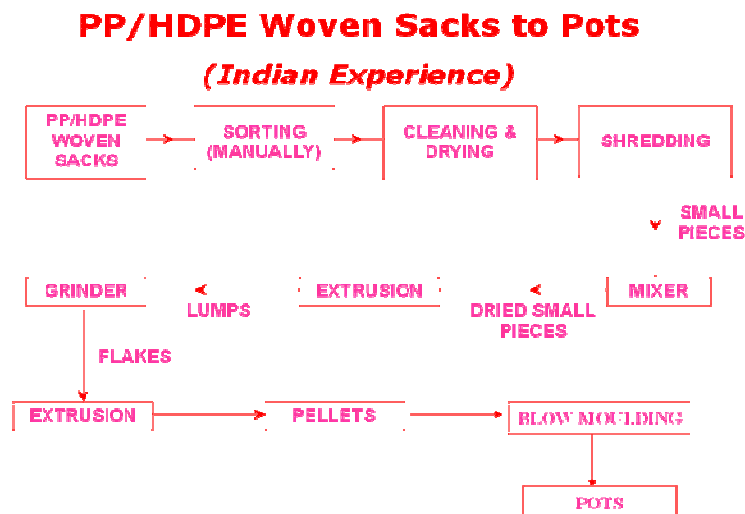 PP/HDPE Woven Sacks to Pots
(Indian Experience)
PP/HDPE
WOVEN
SACKS
SORTING
(MANUALLY)
CLEANING &
DRYING
SHREDDING
SMALL
PIECES
MIXER
DRIED SMALL
PIECES
EXTRUSION
LUMPS
GRINDER
FLAKES
EXTRUSION
PELLETS
BLOW MOULDING
POTS